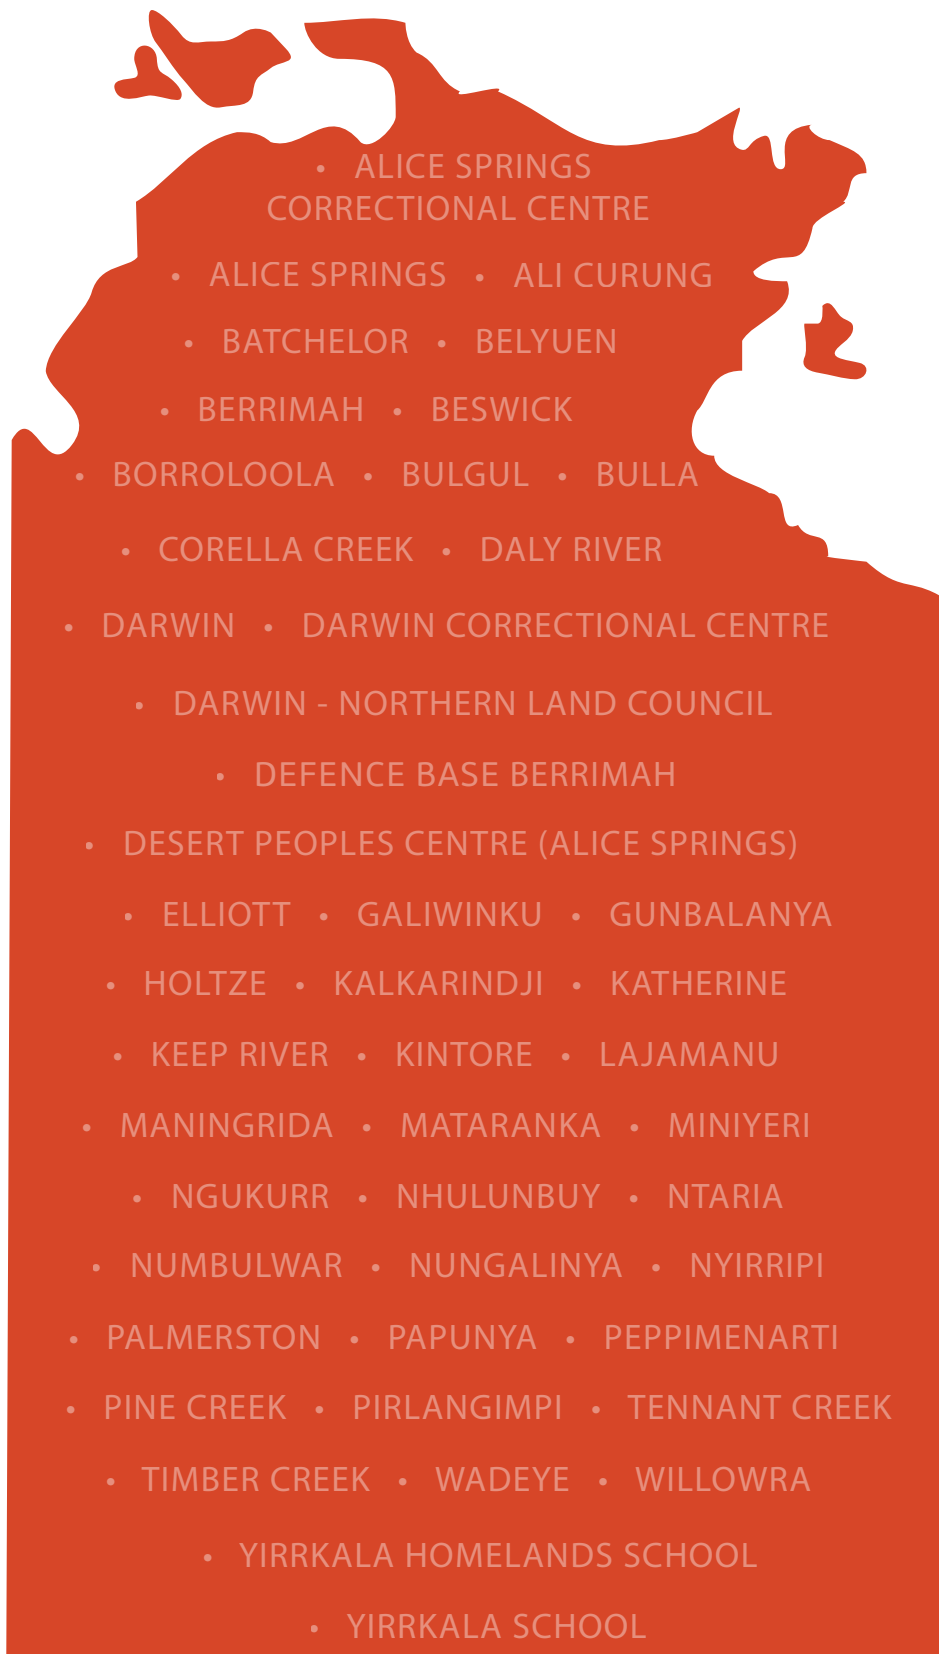 • ALICE SPRINGS
CORRECTIONAL CENTRE
• ALICE SPRINGS • ALI CURUNG
• BATCHELOR • BELYUEN
• BERRIMAH • BESWICK
• BORROLOOLA • BULGUL • BULLA
• CORELLA CREEK • DALY RIVER
• DARWIN • DARWIN CORRECTIONAL CENTRE
• DARWIN - NORTHERN LAND COUNCIL
• DEFENCE BASE BERRIMAH
• DESERT PEOPLES CENTRE (ALICE SPRINGS)
• ELLIOTT • GALIWINKU • GUNBALANYA
• HOLTZE • KALKARINDJI • KATHERINE
• KEEP RIVER • KINTORE • LAJAMANU
• MANINGRIDA • MATARANKA • MINIYERI
• NGUKURR • NHULUNBUY • NTARIA
• NUMBULWAR • NUNGALINYA • NYIRRIPI
• PALMERSTON • PAPUNYA • PEPPIMENARTI
• PINE CREEK • PIRLANGIMPI • TENNANT CREEK
• TIMBER CREEK • WADEYE • WILLOWRA
• YIRRKALA HOMELANDS SCHOOL
• YIRRKALA SCHOOL